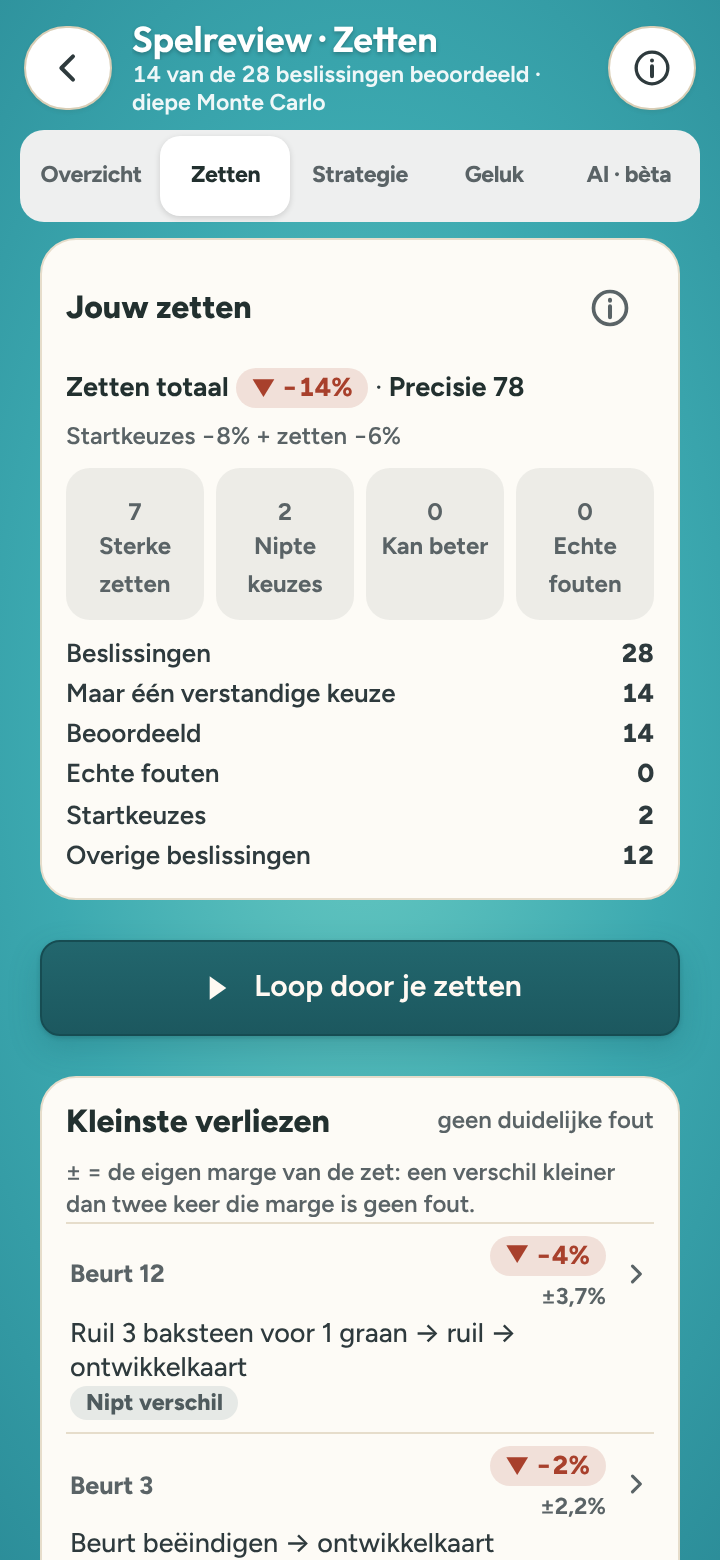 Spelreview · Zetten
14 van de 28 beslissingen beoordeeld ·
diepe Monte Carlo
Overzicht
Zetten
Strategie
Geluk
AI · bèta
Jouw zetten
Zetten totaal ▼ −14% · Precisie 78
Startkeuzes −8% + zetten −6%
7
Sterke
zetten
2
Nipte
keuzes
0
Kan beter
0
Echte
fouten
Beslissingen 28
Maar één verstandige keuze 14
Beoordeeld 14
Echte fouten 0
Startkeuzes 2
Overige beslissingen 12
Loop door je zetten
Kleinste verliezen geen duidelijke fout
± = de eigen marge van de zet: een verschil kleiner
dan twee keer die marge is geen fout.
Beurt 12 ▼ −4%
±3,7%
Ruil 3 baksteen voor 1 graan → ruil →
ontwikkelkaart
Nipt verschil
Beurt 3 ▼ −2%
±2,2%
Beurt beëindigen → ontwikkelkaart